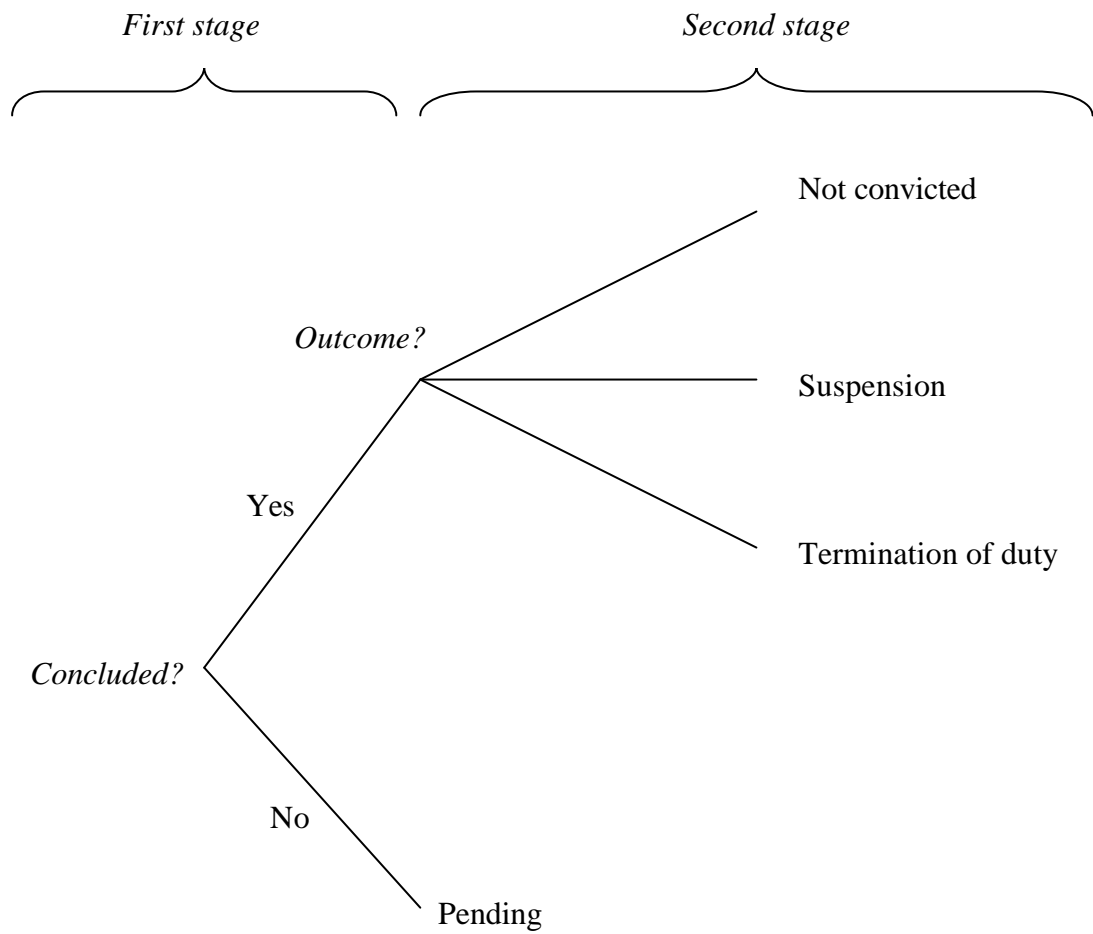 First stage
Second stage
Not convicted
Outcome?
Suspension
Yes
Termination of duty
Concluded?
No
Pending